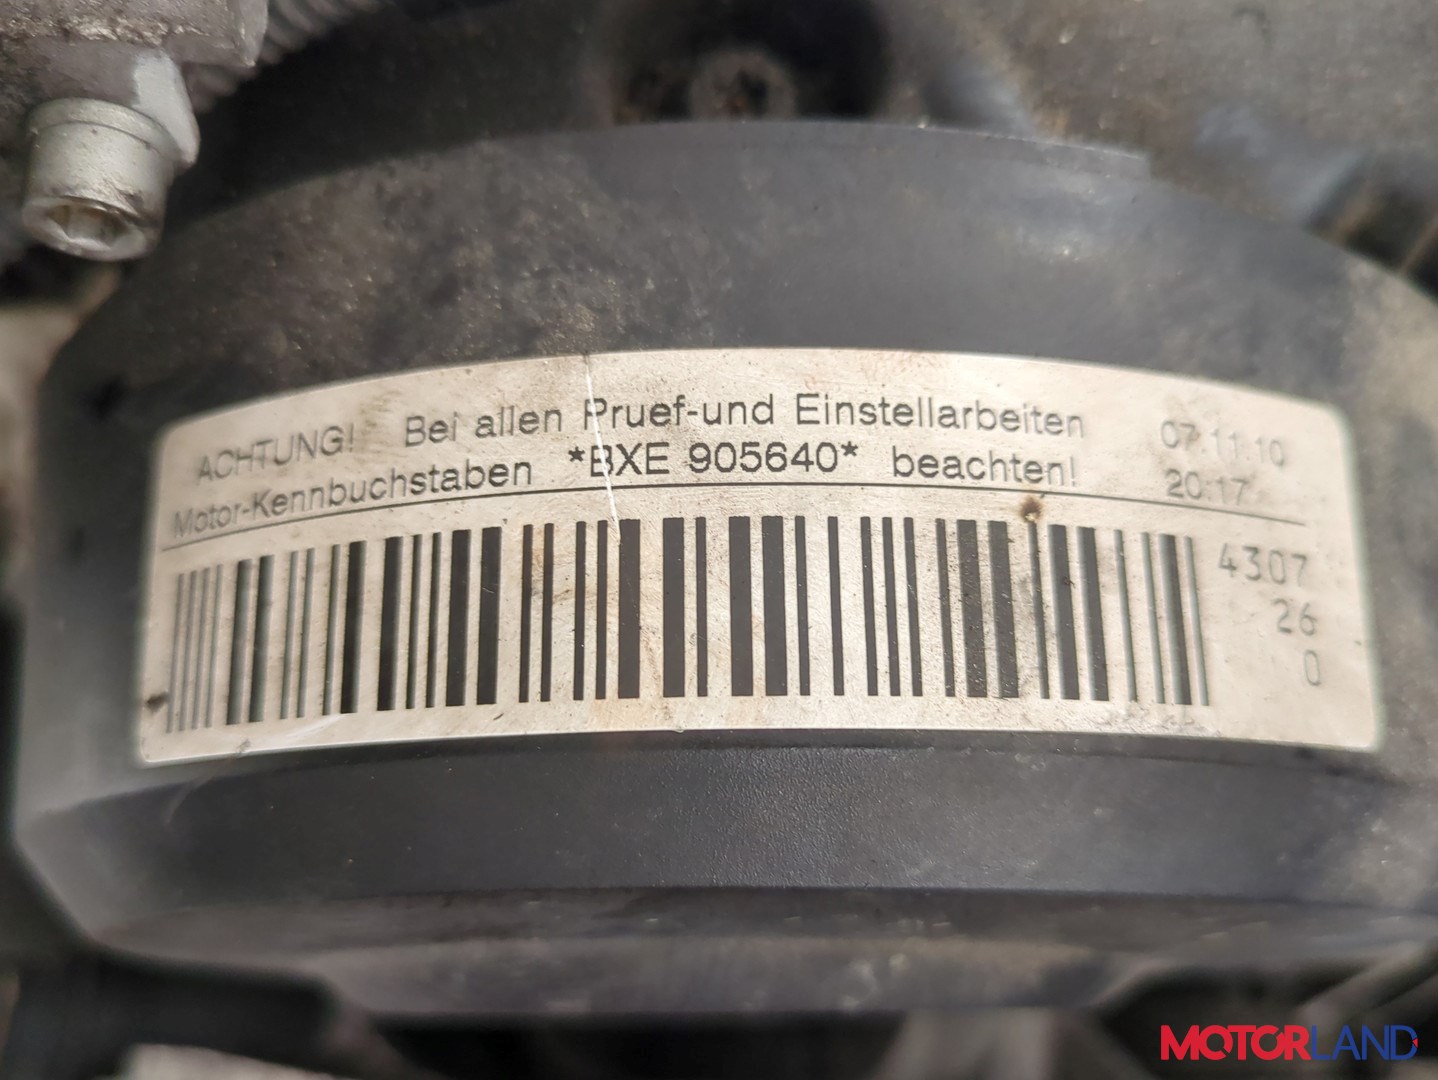 ACHTUNG! Bei allen Pruef-und Einstellarbeiten 07.11.10
Motor-Kennbuchstaben *BXE 905640* beachten! 20:17
4307
26
0
MOTORLAND